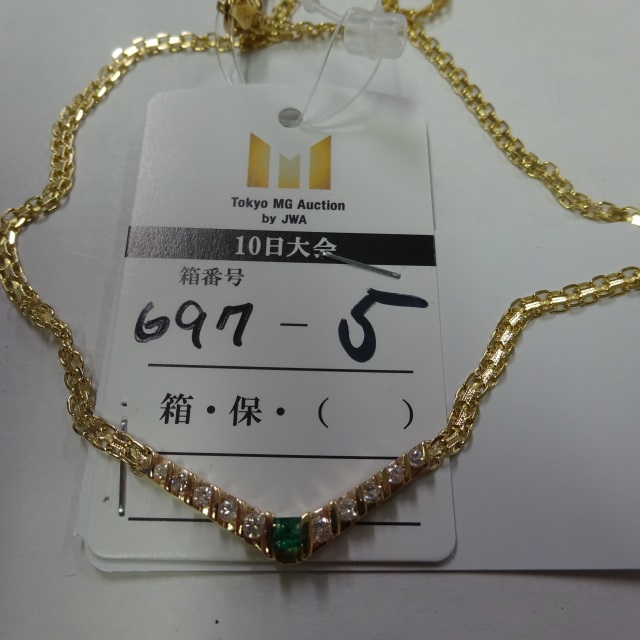 Tokyo MG Auction
by JWA
10日大会
箱番号
697 - 5
箱・保・(　　)